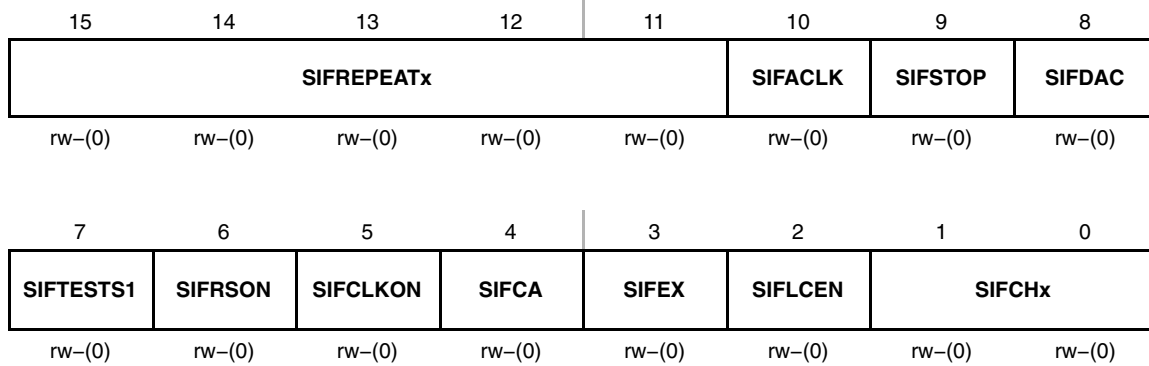 15 14 13 12 11 10 9 8
SIFREPEATx SIFACLK SIFSTOP SIFDAC
rw−(0) rw−(0) rw−(0) rw−(0) rw−(0) rw−(0) rw−(0) rw−(0)
7 6 5 4 3 2 1 0
SIFTESTS1 SIFRSON SIFCLKON SIFCA SIFEX SIFLCEN SIFCHx
rw−(0) rw−(0) rw−(0) rw−(0) rw−(0) rw−(0) rw−(0) rw−(0)